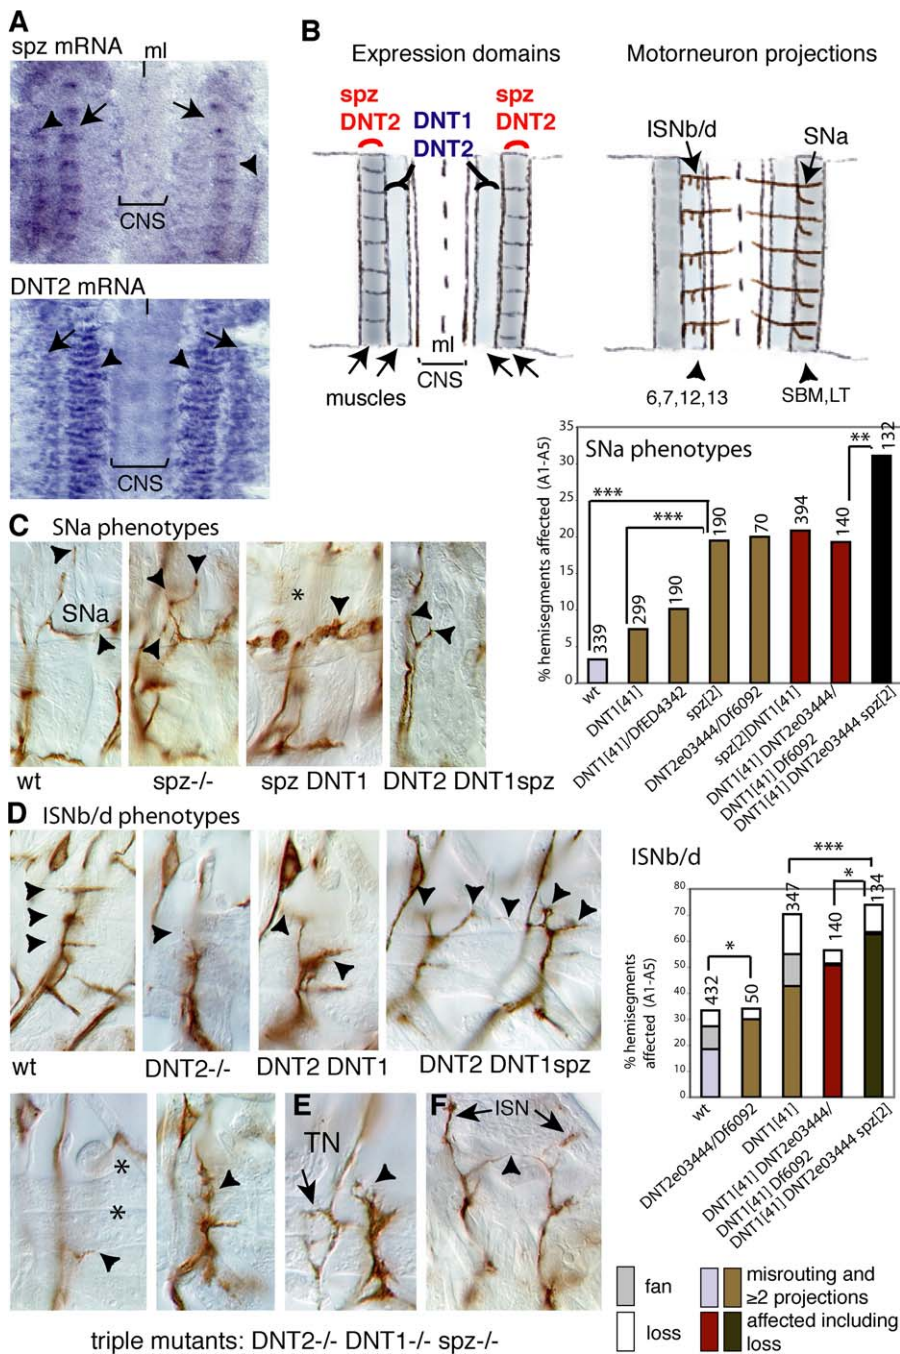 A
spz mRNA
ml
CNS
DNT2 mRNA
CNS
B
Expression domains
spz
DNT2
DNT1
DNT2
spz
DNT2
ml
CNS
muscles
Motorneuron projections
ISNb/d
SNa
6,7,12,13
SBM,LT
C SNa phenotypes
SNa
*
wt
spz-/-
spz DNT1
DNT2 DNT1spz
SNa phenotypes
% hemisegments affected (A1-A5)
35
30
25
20
15
10
5
0
339
299
190
190
70
394
140
132
***
***
**
wt
DNT1[41]
DNT1[41]/DfED4342
spz[2]
DNT2e03444/Df6092
spz[2]DNT1[41]
DNT1[41] DNT2e03444/
DNT1[41] Df6092
DNT1[41] DNT2e03444 spz[2]
D ISNb/d phenotypes
wt
DNT2-/-
DNT2 DNT1
DNT2 DNT1spz
*
*
E
TN
F
ISN
triple mutants: DNT2-/- DNT1-/- spz-/-
ISNb/d
% hemisegments
affected (A1-A5)
80
70
60
50
40
30
20
10
0
432
50
347
140
134
*
***
*
wt
DNT2e03444/Df6092
DNT1[41]
DNT1[41] DNT2e03444/
DNT1[41] Df6092
DNT1[41] DNT2e03444 spz[2]
fan
loss
misrouting and
≥2 projections
affected including
loss